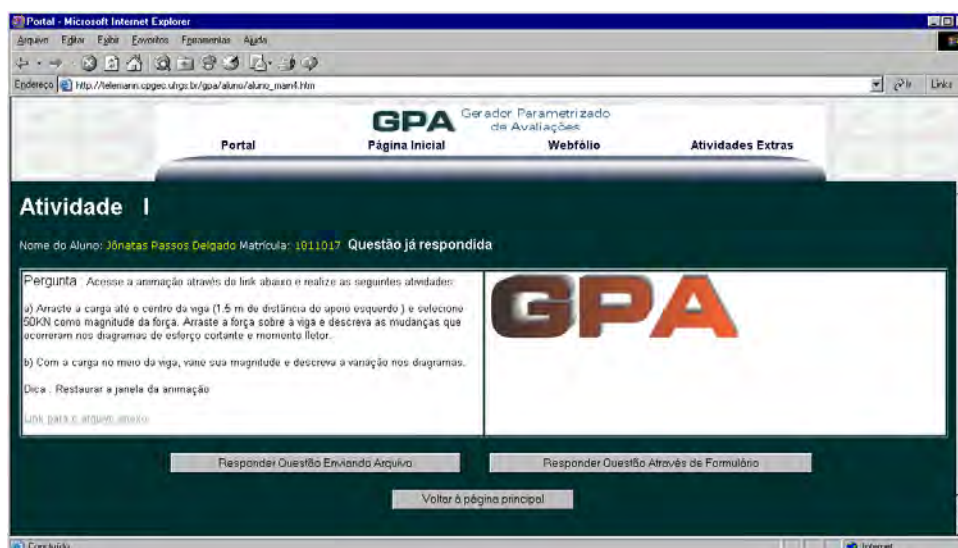 Portal - Microsoft Internet Explorer
Arquivo Editar Exibir Favoritos Ferramentas Ajuda
Endereço http://telemann.cpgec.ufrgs.br/gpa/aluno/aluno_main4.htm Ir Links
GPA Gerador Parametrizado
de Avaliações
Portal Página Inicial Webfólio Atividades Extras
Atividade I
Nome do Aluno: Jônatas Passos Delgado Matrícula: 1011017 Questão já respondida
Pergunta : Acesse a animação através do link abaixo e realize as seguintes atividades:
a) Arraste a carga até o centro da viga (1.5 m de distância do apoio esquerdo ) e selecione
50KN como magnitude da força. Arraste a força sobre a viga e descreva as mudanças que
ocorreram nos diagramas de esforço cortante e momento fletor.
b) Com a carga no meio da viga, varie sua magnitude e descreva a variação nos diagramas.
Dica : Restaurar a janela da animação
Link para o arquivo anexo
GPA
Responder Questão Enviando Arquivo Responder Questão Através de Formulário
Voltar à página principal
Concluído Internet